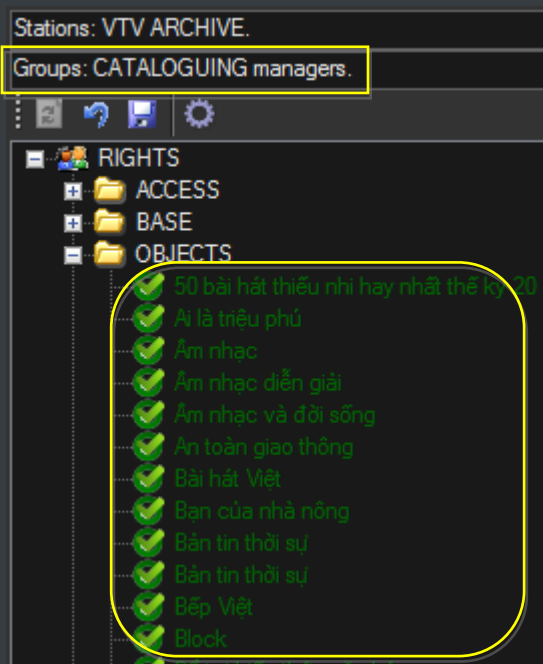 Stations: VTV ARCHIVE.
Groups: CATALOGUING managers.
RIGHTS
ACCESS
BASE
OBJECTS
50 bài hát thiếu nhi hay nhất thế kỷ 20
Ai là triệu phú
Âm nhạc
Âm nhạc diễn giải
Âm nhạc và đời sống
An toàn giao thông
Bài hát Việt
Bạn của nhà nông
Bản tin thời sự
Bản tin thời sự
Bếp Việt
Block